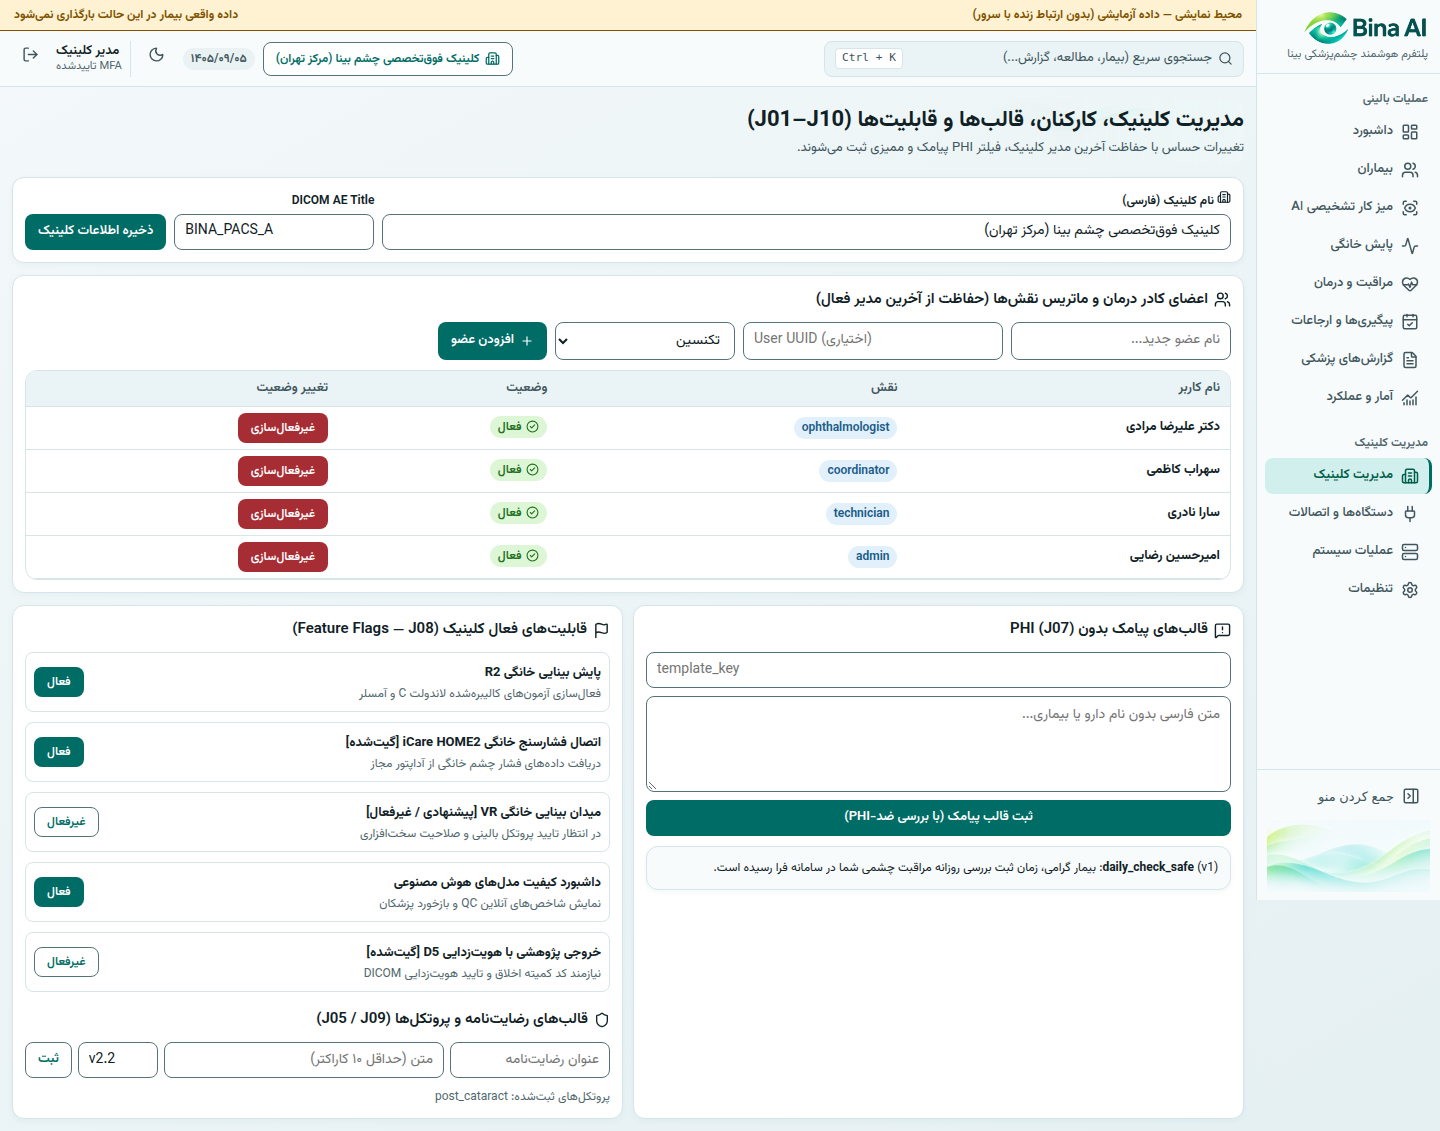 محیط نمایشی — داده آزمایشی (بدون ارتباط زنده با سرور)
داده واقعی بیمار در این حالت بارگذاری نمی‌شود
Bina AI
پلتفرم هوشمند چشم‌پزشکی بینا
جستجوی سریع (بیمار، مطالعه، گزارش...)
Ctrl + K
کلینیک فوق‌تخصصی چشم بینا (مرکز تهران)
۱۴۰۵/۰۹/۰۵
مدیر کلینیک
MFA تاییدشده
عملیات بالینی
داشبورد
بیماران
میز کار تشخیصی AI
پایش خانگی
مراقبت و درمان
پیگیری‌ها و ارجاعات
گزارش‌های پزشکی
آمار و عملکرد
مدیریت کلینیک
مدیریت کلینیک
دستگاه‌ها و اتصالات
عملیات سیستم
تنظیمات
جمع کردن منو
مدیریت کلینیک، کارکنان، قالب‌ها و قابلیت‌ها (J01–J10)
تغییرات حساس با حفاظت آخرین مدیر کلینیک، فیلتر PHI پیامک و ممیزی ثبت می‌شوند.
نام کلینیک (فارسی)
DICOM AE Title
کلینیک فوق‌تخصصی چشم بینا (مرکز تهران)
BINA_PACS_A
ذخیره اطلاعات کلینیک
اعضای کادر درمان و ماتریس نقش‌ها (حفاظت از آخرین مدیر فعال)
نام عضو جدید...
User UUID (اختیاری)
تکنسین
افزودن عضو
نام کاربر
نقش
وضعیت
تغییر وضعیت
دکتر علیرضا مرادی
ophthalmologist
فعال
غیرفعال‌سازی
سهراب کاظمی
coordinator
فعال
غیرفعال‌سازی
سارا نادری
technician
فعال
غیرفعال‌سازی
امیرحسین رضایی
admin
فعال
غیرفعال‌سازی
قالب‌های پیامک بدون PHI (J07)
template_key
متن فارسی بدون نام دارو یا بیماری...
ثبت قالب پیامک (با بررسی ضد-PHI)
daily_check_safe (v1): بیمار گرامی، زمان ثبت بررسی روزانه مراقبت چشمی شما در سامانه فرا رسیده است.
قابلیت‌های فعال کلینیک (Feature Flags — J08)
پایش بینایی خانگی R2
فعال‌سازی آزمون‌های کالیبره‌شده لاندولت C و آمسلر
فعال
اتصال فشارسنج خانگی iCare HOME2 [گیت‌شده]
دریافت داده‌های فشار چشم خانگی از آداپتور مجاز
فعال
میدان بینایی خانگی VR [پیشنهادی / غیرفعال]
در انتظار تایید پروتکل بالینی و صلاحیت سخت‌افزاری
غیرفعال
داشبورد کیفیت مدل‌های هوش مصنوعی
نمایش شاخص‌های آنلاین QC و بازخورد پزشکان
فعال
خروجی پژوهشی با هویت‌زدایی D5 [گیت‌شده]
نیازمند کد کمیته اخلاق و تایید هویت‌زدایی DICOM
غیرفعال
قالب‌های رضایت‌نامه و پروتکل‌ها (J05 / J09)
عنوان رضایت‌نامه
متن (حداقل ۱۰ کاراکتر)
v2.2
ثبت
پروتکل‌های ثبت‌شده: post_cataract